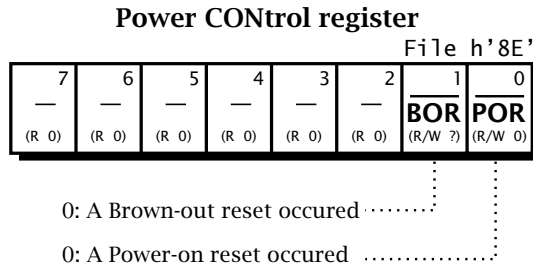 Power CONtrol register
File h'8E'
7 6 5 4 3 2 1 0
— — — — — — BOR POR
(R 0) (R 0) (R 0) (R 0) (R 0) (R 0) (R/W ?) (R/W 0)
0: A Brown-out reset occured
0: A Power-on reset occured